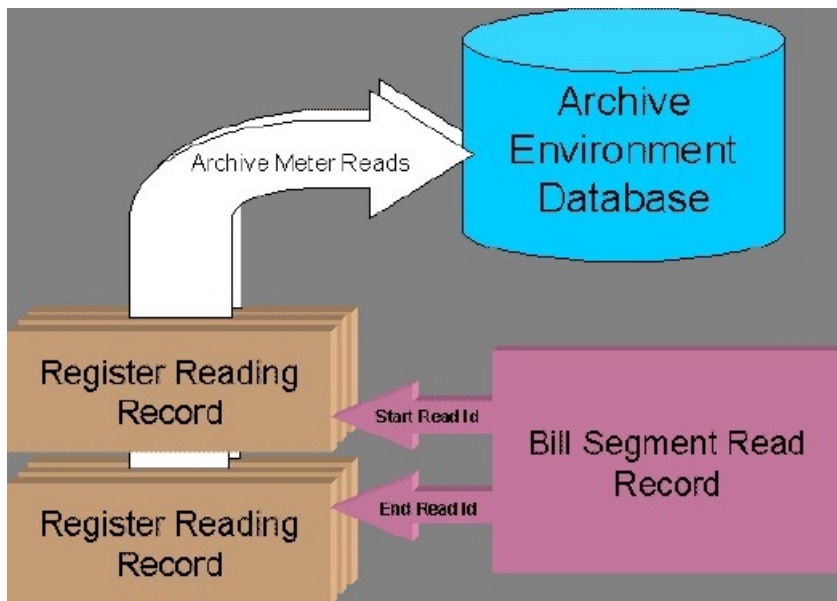 Archive
Environment
Database
Archive Meter Reads
Register Reading
Record
Start Read Id
Bill Segment Read
Record
End Read Id
Register Reading
Record